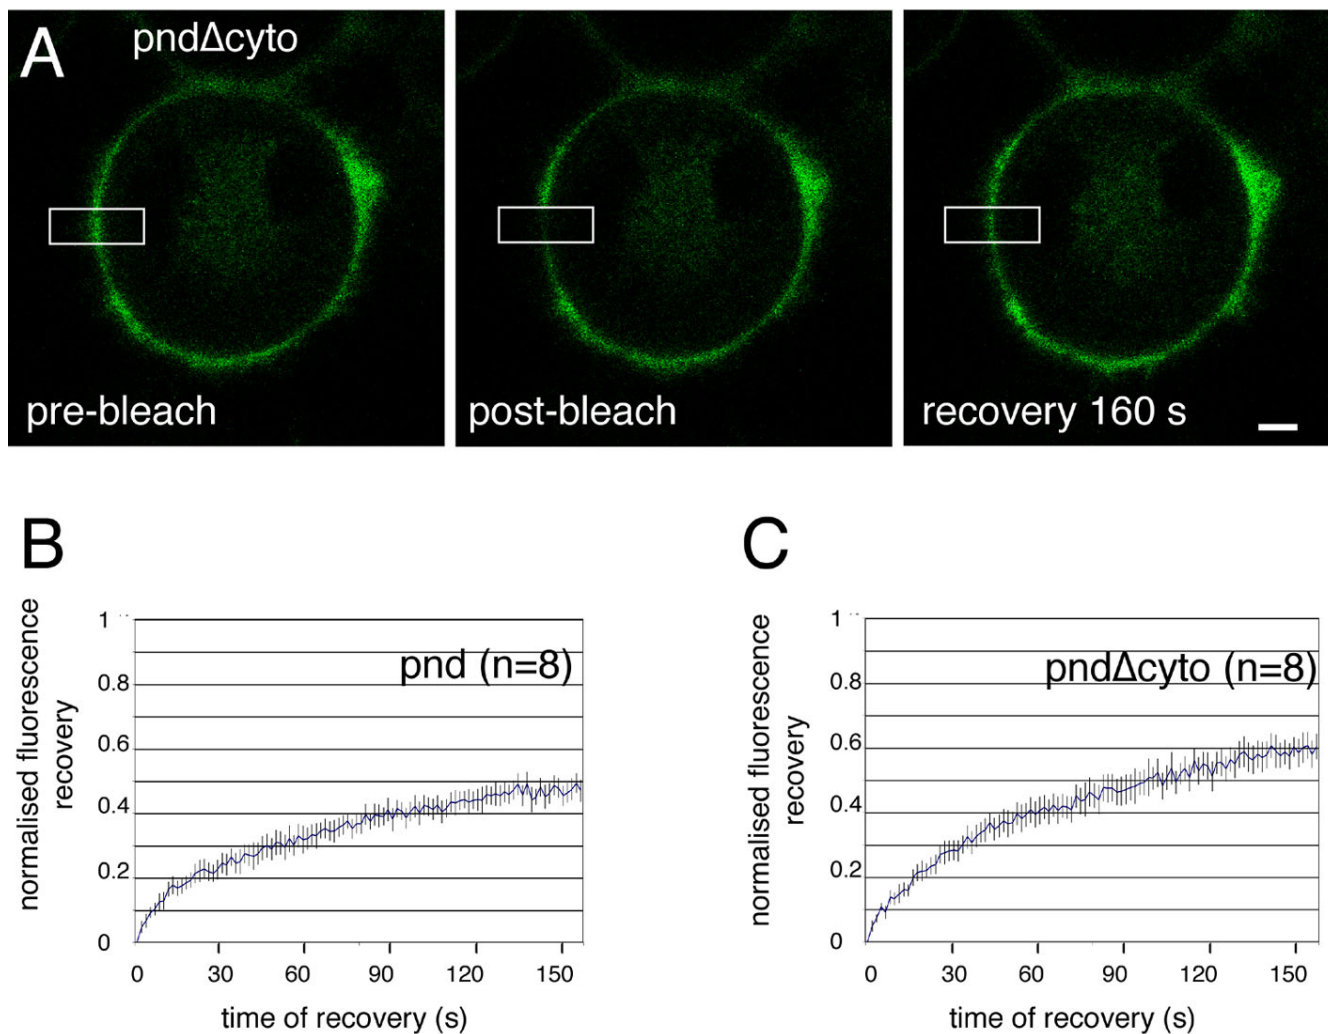 A
pndΔcyto
pre-bleach
post-bleach
recovery 160 s
B
normalised fluorescence
recovery
1
0.8
0.6
0.4
0.2
0
pnd (n=8)
0 30 60 90 120 150
time of recovery (s)
C
normalised fluorescence
recovery
1
0.8
0.6
0.4
0.2
0
pndΔcyto (n=8)
0 30 60 90 120 150
time of recovery (s)